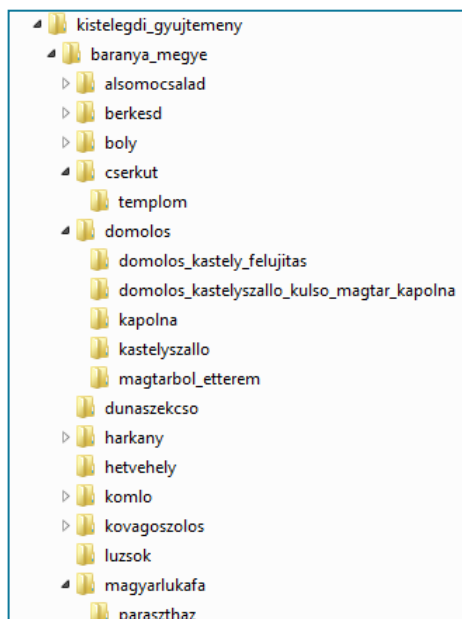 kistelegdi_gyujtemeny
baranya_megye
alsomocsalad
berkesd
boly
cserkut
templom
domolos
domolos_kastely_felujitas
domolos_kastelyszallo_kulso_magtar_kapolna
kapolna
kastelyszallo
magtarbol_etterem
dunaszekcso
harkany
hetvehely
komlo
kovagoszolos
luzsok
magyarlukafa
paraszthaz